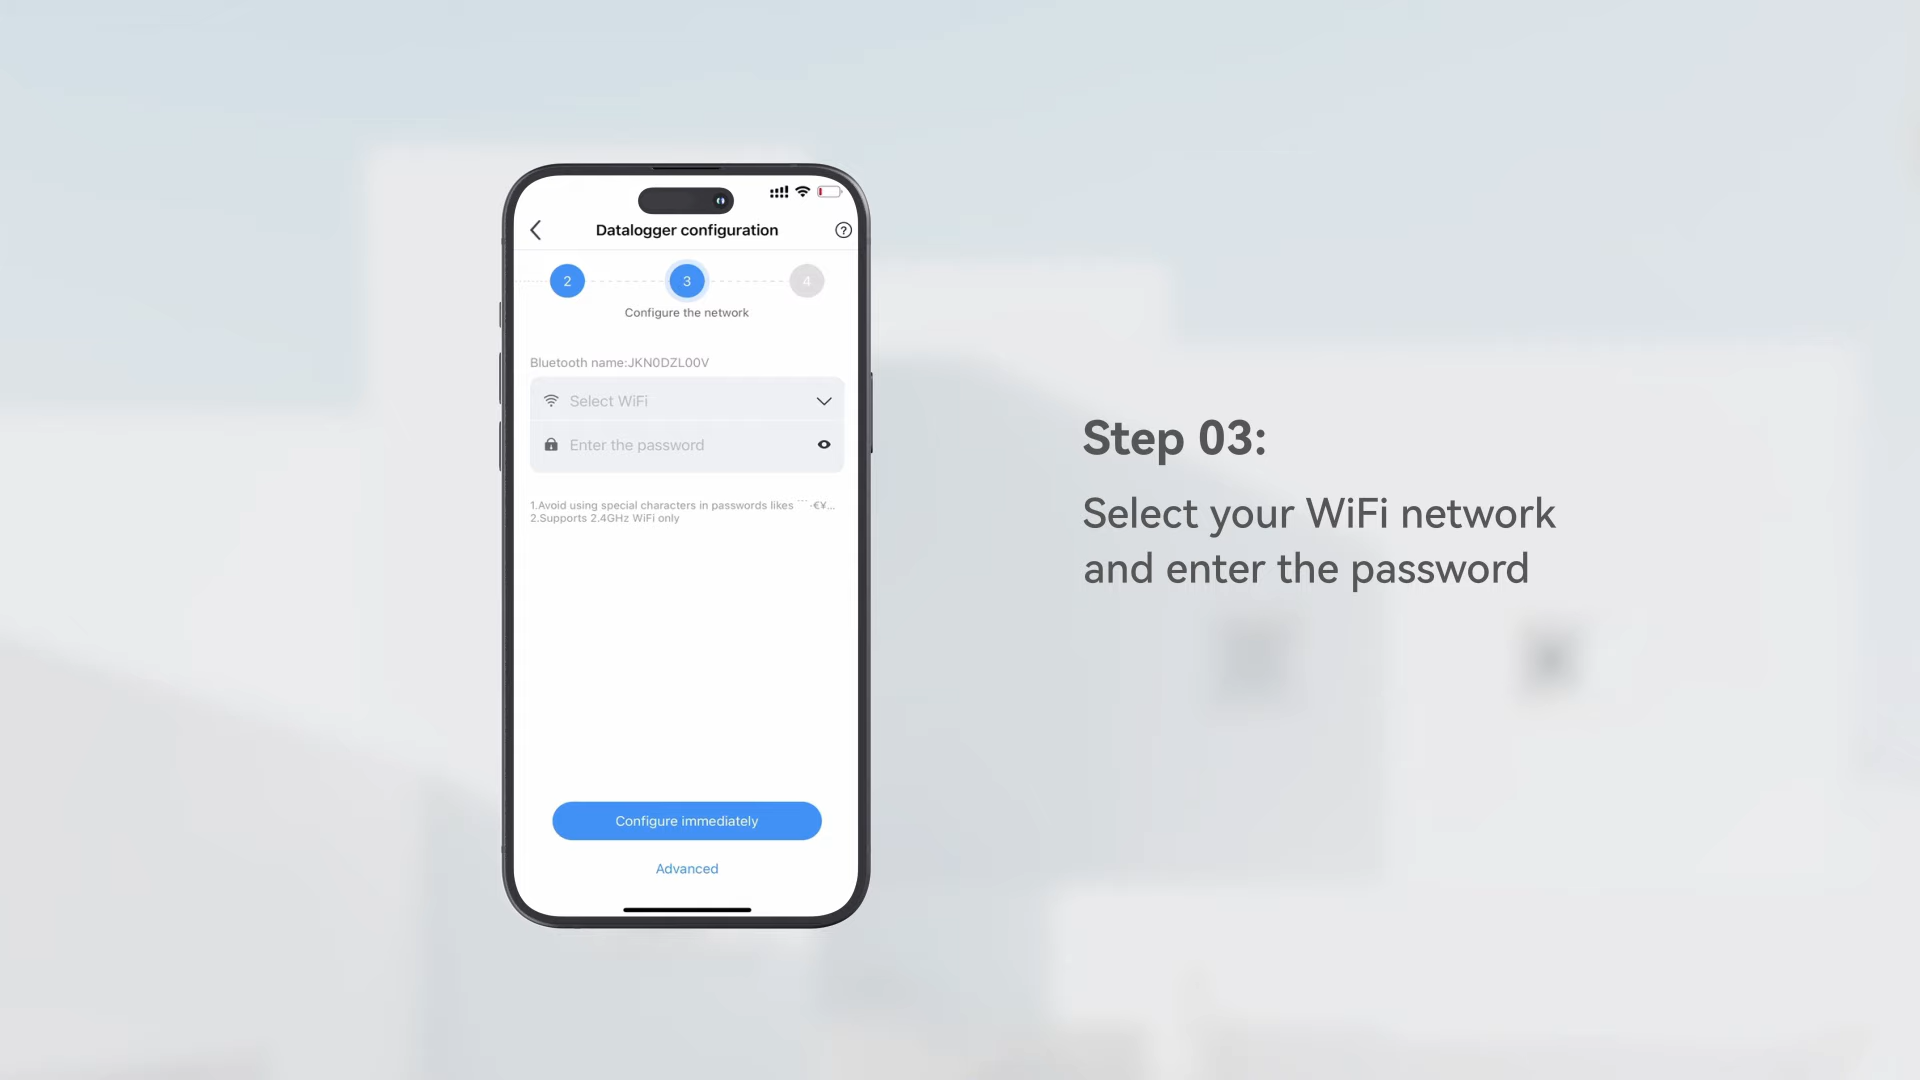 Datalogger configuration
?
2
3
4
Configure the network
Bluetooth name:JKN0DZL00V
Select WiFi
Enter the password
1.Avoid using special characters in passwords likes ```·€¥...
2.Supports 2.4GHz WiFi only
Configure immediately
Advanced
Step 03:
Select your WiFi network
and enter the password